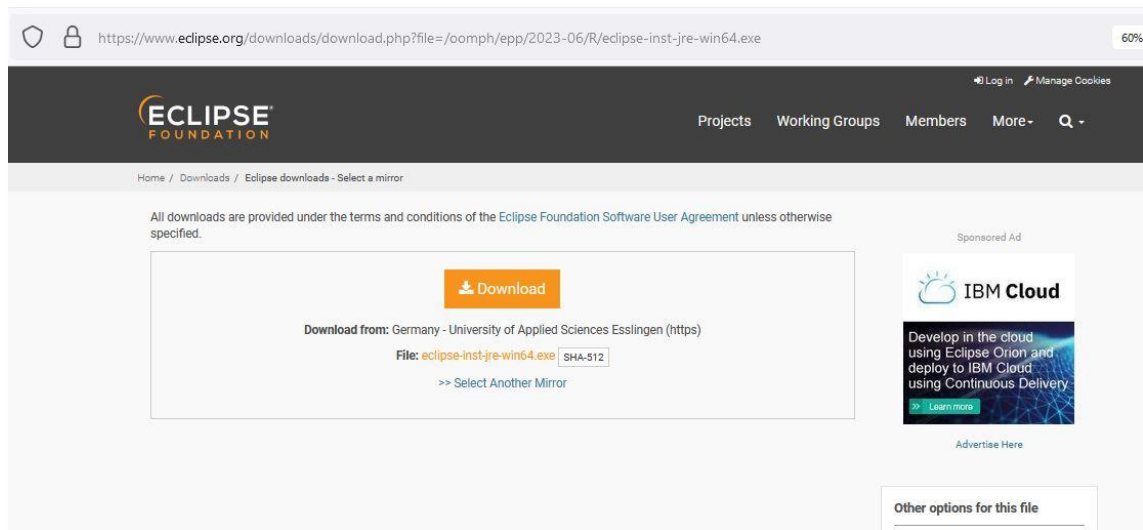 https://www.eclipse.org/downloads/download.php?file=/oomph/epp/2023-06/R/eclipse-inst-jre-win64.exe
60%
Log in Manage Cookies
ECLIPSE®
FOUNDATION
Projects Working Groups Members More
Home / Downloads / Eclipse downloads - Select a mirror
All downloads are provided under the terms and conditions of the Eclipse Foundation Software User Agreement unless otherwise
specified.
Download
Download from: Germany - University of Applied Sciences Esslingen (https)
File: eclipse-inst-jre-win64.exe SHA-512
>> Select Another Mirror
Sponsored Ad
IBM Cloud
Develop in the cloud
using Eclipse Orion and
deploy to IBM Cloud
using Continuous Delivery
>> Learn more
Advertise Here
Other options for this file